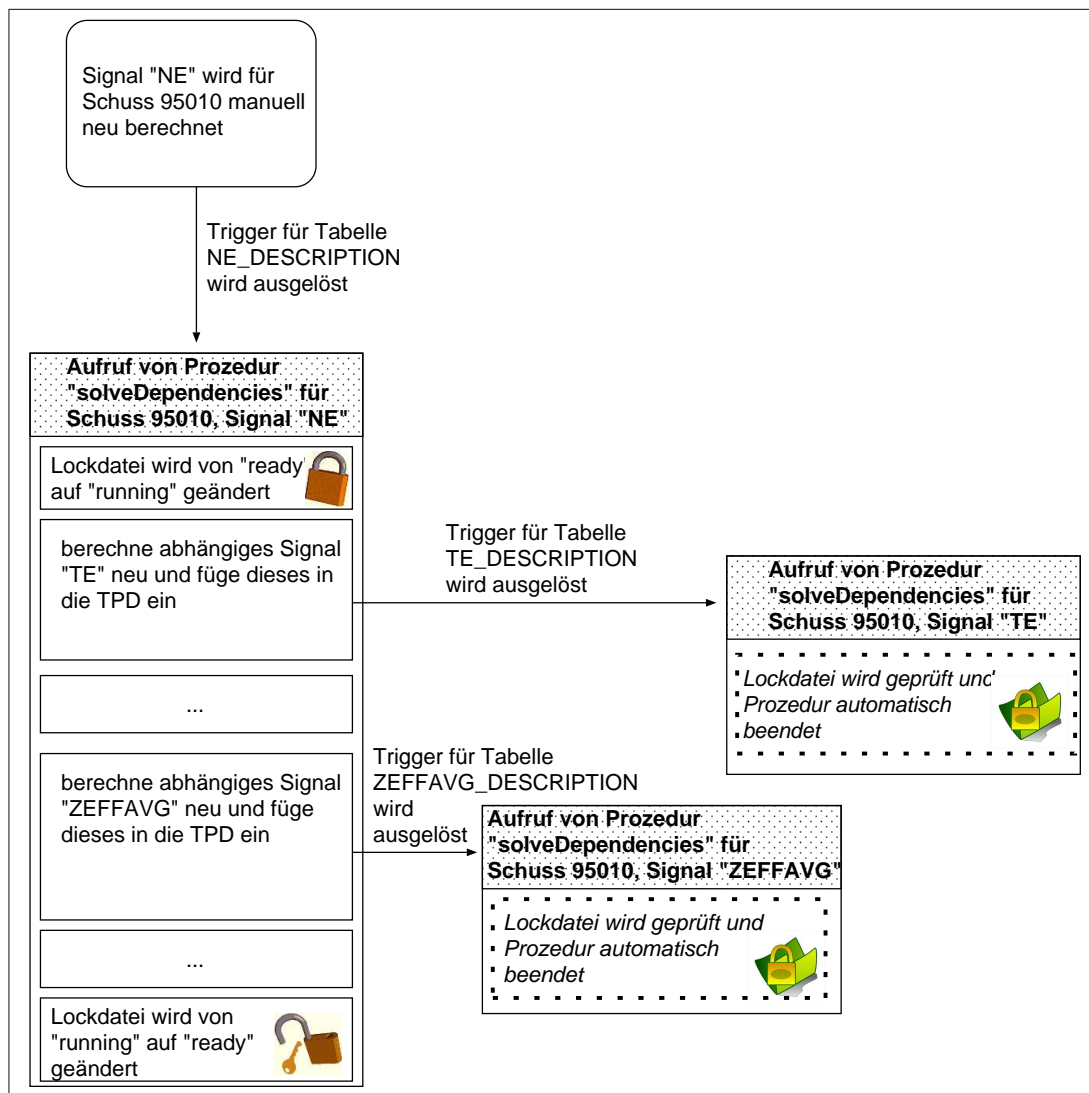 Signal "NE" wird für
Schuss 95010 manuell
neu berechnet
Trigger für Tabelle
NE_DESCRIPTION
wird ausgelöst
Aufruf von Prozedur
"solveDependencies" für
Schuss 95010, Signal "NE"
Lockdatei wird von "ready"
auf "running" geändert
berechne abhängiges Signal
"TE" neu und füge dieses in
die TPD ein
Trigger für Tabelle
TE_DESCRIPTION
wird ausgelöst
Aufruf von Prozedur
"solveDependencies" für
Schuss 95010, Signal "TE"
Lockdatei wird geprüft und
Prozedur automatisch
beendet
...
berechne abhängiges Signal
"ZEFFAVG" neu und füge
dieses in die TPD ein
Trigger für Tabelle
ZEFFAVG_DESCRIPTION
wird
ausgelöst
Aufruf von Prozedur
"solveDependencies" für
Schuss 95010, Signal "ZEFFAVG"
Lockdatei wird geprüft und
Prozedur automatisch
beendet
...
Lockdatei wird von
"running" auf "ready"
geändert